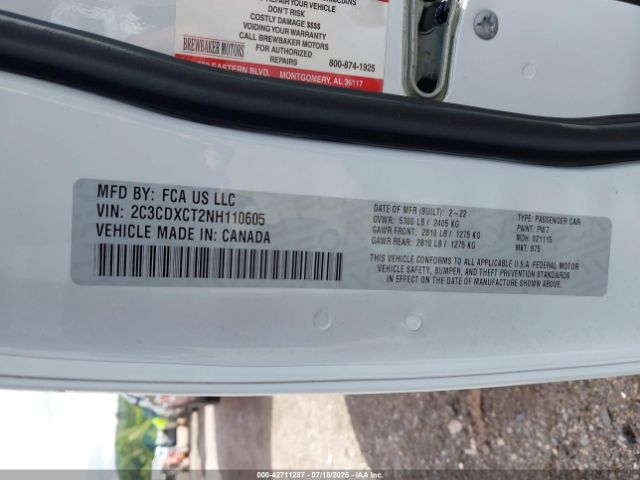 REPAIR YOUR VEHICLE
DON'T RISK
COSTLY DAMAGE $$$$
VOIDING YOUR WARRANTY
CALL BREWBAKER MOTORS
FOR AUTHORIZED
REPAIRS
BREWBAKER MOTORS
800-874-1925
EASTERN BLVD. MONTGOMERY, AL 36117
MFD BY: FCA US LLC
VIN: 2C3CDXCT2NH110605
VEHICLE MADE IN: CANADA
DATE OF MFR (BUILT): 2-22
GVWR: 5300 LB / 2405 KG
GAWR FRONT: 2810 LB / 1275 KG
GAWR REAR: 2810 LB / 1275 KG
TYPE: PASSENGER CAR
PAINT: PW7
MDH: 021115
MKT: B75
THIS VEHICLE CONFORMS TO ALL APPLICABLE U.S.A. FEDERAL MOTOR
VEHICLE SAFETY, BUMPER, AND THEFT PREVENTION STANDARDS
IN EFFECT ON THE DATE OF MANUFACTURE SHOWN ABOVE.
000-42711287 - 07/18/2025 - IAA Inc.